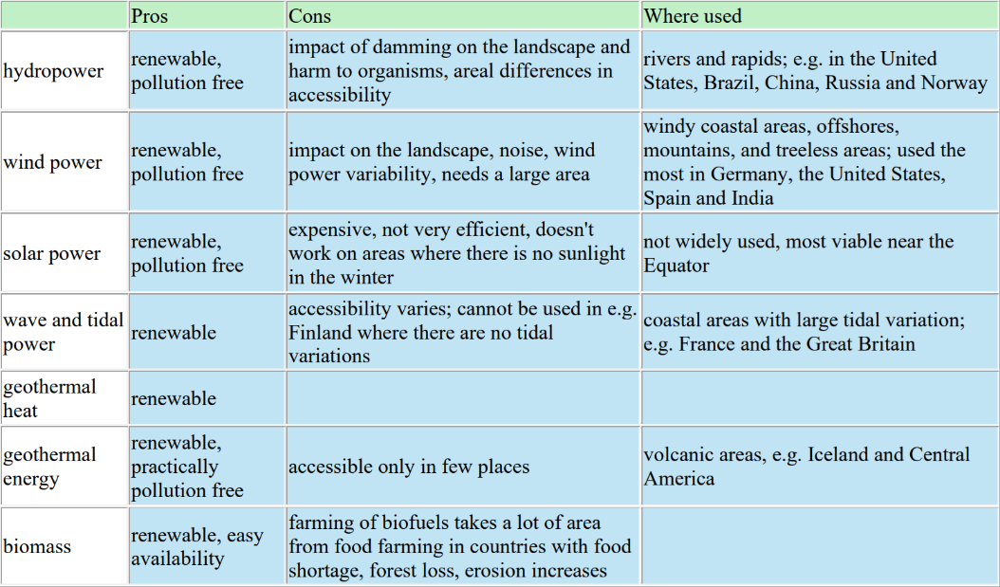 Pros Cons Where used
hydropower
renewable,
pollution free
impact of damming on the landscape and
harm to organisms, areal differences in
accessibility
rivers and rapids; e.g. in the United
States, Brazil, China, Russia and Norway
wind power
renewable,
pollution free
impact on the landscape, noise, wind
power variability, needs a large area
windy coastal areas, offshores,
mountains, and treeless areas; used the
most in Germany, the United States,
Spain and India
solar power
renewable,
pollution free
expensive, not very efficient, doesn't
work on areas where there is no sunlight
in the winter
not widely used, most viable near the
Equator
wave and tidal
power
renewable
accessibility varies; cannot be used in e.g.
Finland where there are no tidal
variations
coastal areas with large tidal variation;
e.g. France and the Great Britain
geothermal
heat
renewable
geothermal
energy
renewable,
practically
pollution free
accessible only in few places
volcanic areas, e.g. Iceland and Central
America
biomass
renewable, easy
availability
farming of biofuels takes a lot of area
from food farming in countries with food
shortage, forest loss, erosion increases